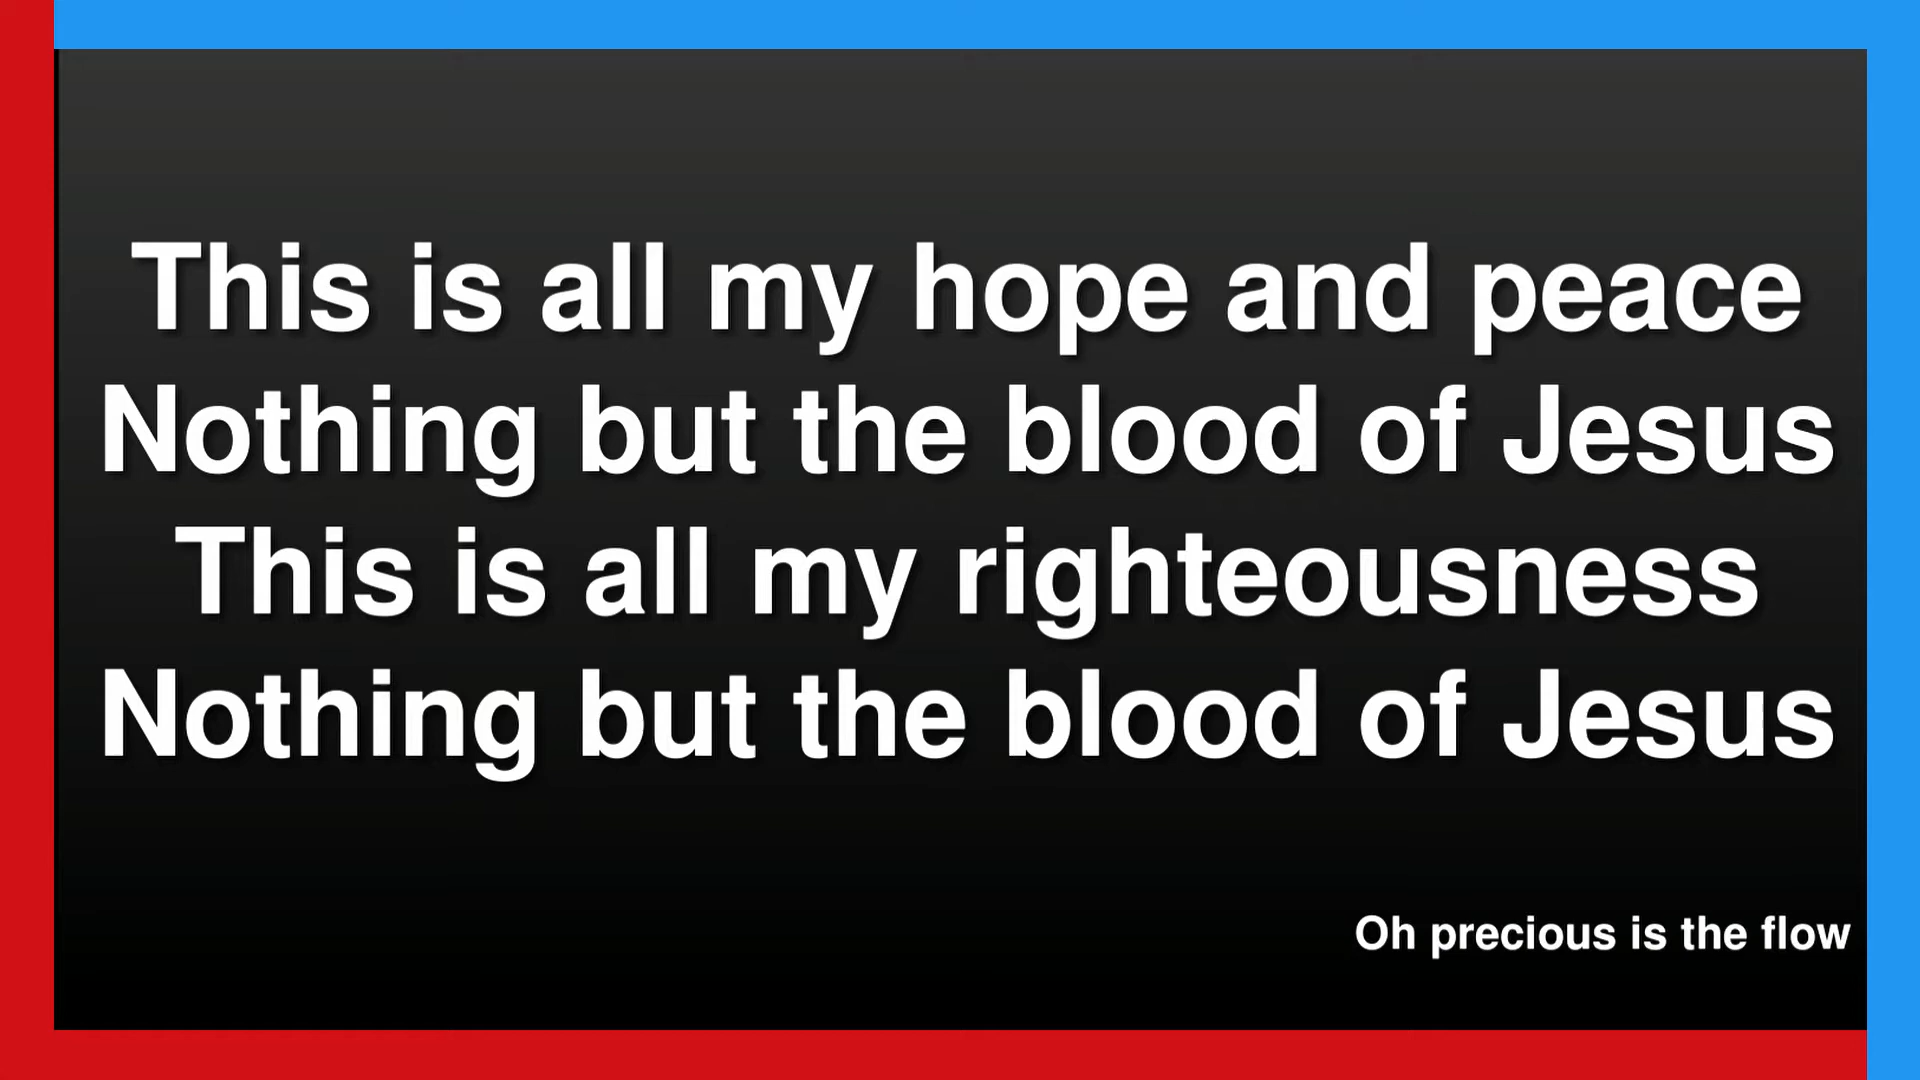 This is all my hope and peace
Nothing but the blood of Jesus
This is all my righteousness
Nothing but the blood of Jesus
Oh precious is the flow